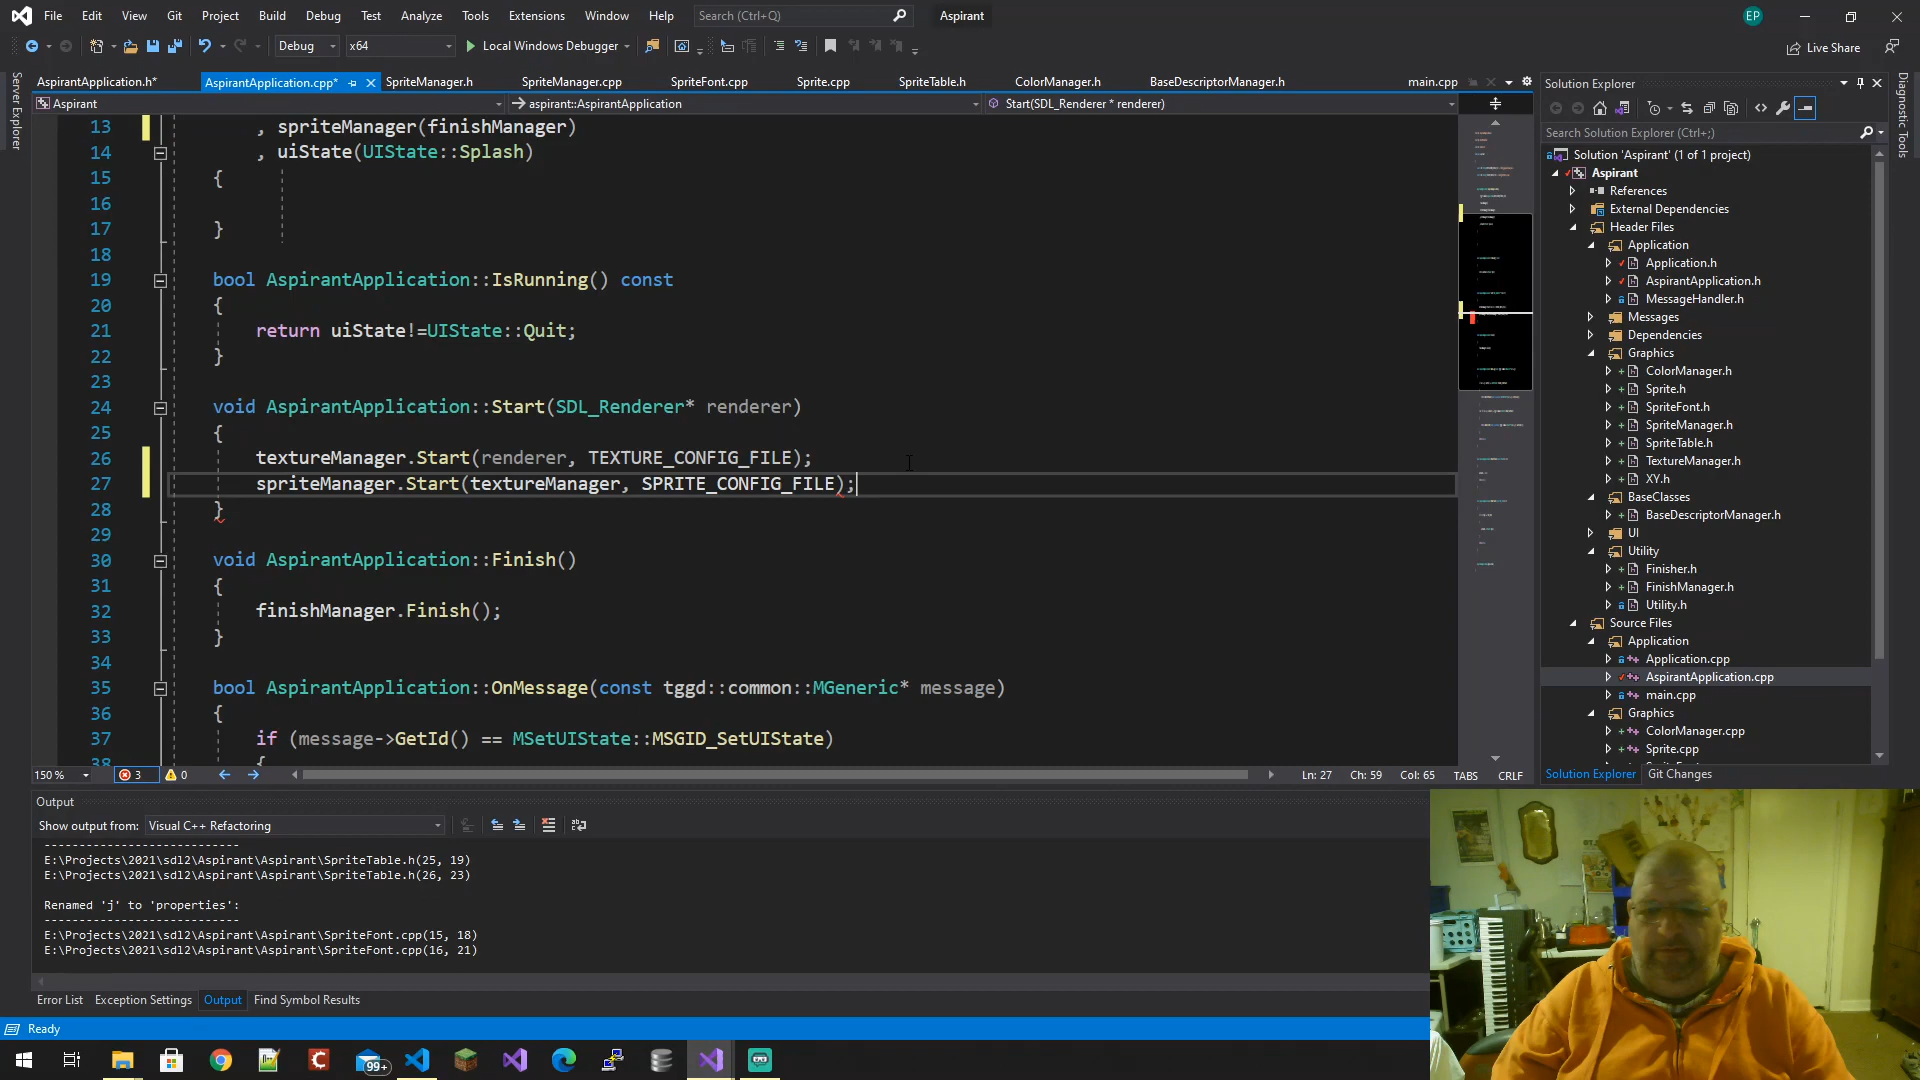 File Edit View Git Project Build Debug Test Analyze Tools Extensions Window Help Search (Ctrl+Q) Aspirant EP
Debug x64 Local Windows Debugger Live Share
AspirantApplication.h* AspirantApplication.cpp* SpriteManager.h SpriteManager.cpp SpriteFont.cpp Sprite.cpp SpriteTable.h ColorManager.h BaseDescriptorManager.h main.cpp
Aspirant aspirant::AspirantApplication Start(SDL_Renderer * renderer)
Server Explorer
13 , spriteManager(finishManager)
14 , uiState(UIState::Splash)
15 {
16
17 }
18
19 bool AspirantApplication::IsRunning() const
20 {
21 return uiState!=UIState::Quit;
22 }
23
24 void AspirantApplication::Start(SDL_Renderer* renderer)
25 {
26 textureManager.Start(renderer, TEXTURE_CONFIG_FILE);
27 spriteManager.Start(textureManager, SPRITE_CONFIG_FILE);
28 }
29
30 void AspirantApplication::Finish()
31 {
32 finishManager.Finish();
33 }
34
35 bool AspirantApplication::OnMessage(const tggd::common::MGeneric* message)
36 {
37 if (message->GetId() == MSetUIState::MSGID_SetUIState)
38 {
150 % 3 0 Ln: 27 Ch: 59 Col: 65 TABS CRLF
Solution Explorer
Search Solution Explorer (Ctrl+;)
Solution 'Aspirant' (1 of 1 project)
Aspirant
References
External Dependencies
Header Files
Application
Application.h
AspirantApplication.h
MessageHandler.h
Messages
Dependencies
Graphics
ColorManager.h
Sprite.h
SpriteFont.h
SpriteManager.h
SpriteTable.h
TextureManager.h
XY.h
BaseClasses
BaseDescriptorManager.h
UI
Utility
Finisher.h
FinishManager.h
Utility.h
Source Files
Application
Application.cpp
AspirantApplication.cpp
main.cpp
Graphics
ColorManager.cpp
Sprite.cpp
Solution Explorer Git Changes
Diagnostic Tools
Output
Show output from: Visual C++ Refactoring
---------------------------
E:\Projects\2021\sdl2\Aspirant\Aspirant\SpriteTable.h(25, 19)
E:\Projects\2021\sdl2\Aspirant\Aspirant\SpriteTable.h(26, 23)
Renamed 'j' to 'properties':
---------------------------
E:\Projects\2021\sdl2\Aspirant\Aspirant\SpriteFont.cpp(15, 18)
E:\Projects\2021\sdl2\Aspirant\Aspirant\SpriteFont.cpp(16, 21)
Error List Exception Settings Output Find Symbol Results
Ready
99+